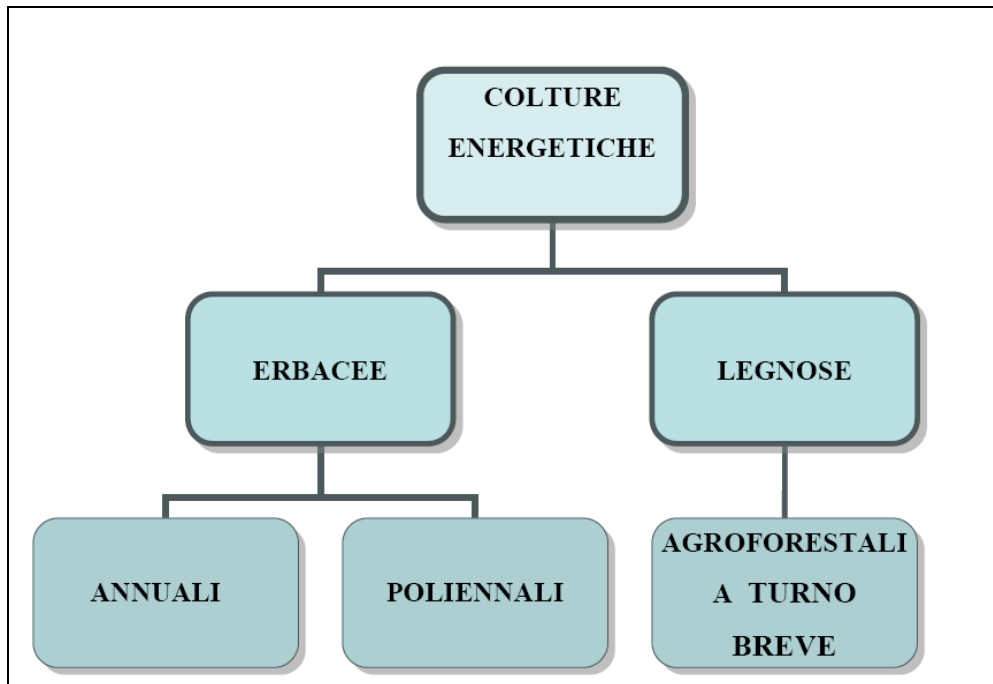 COLTURE
ENERGETICHE
ERBACEE
LEGNOSE
ANNUALI
POLIENNALI
AGROFORESTALI
A TURNO
BREVE